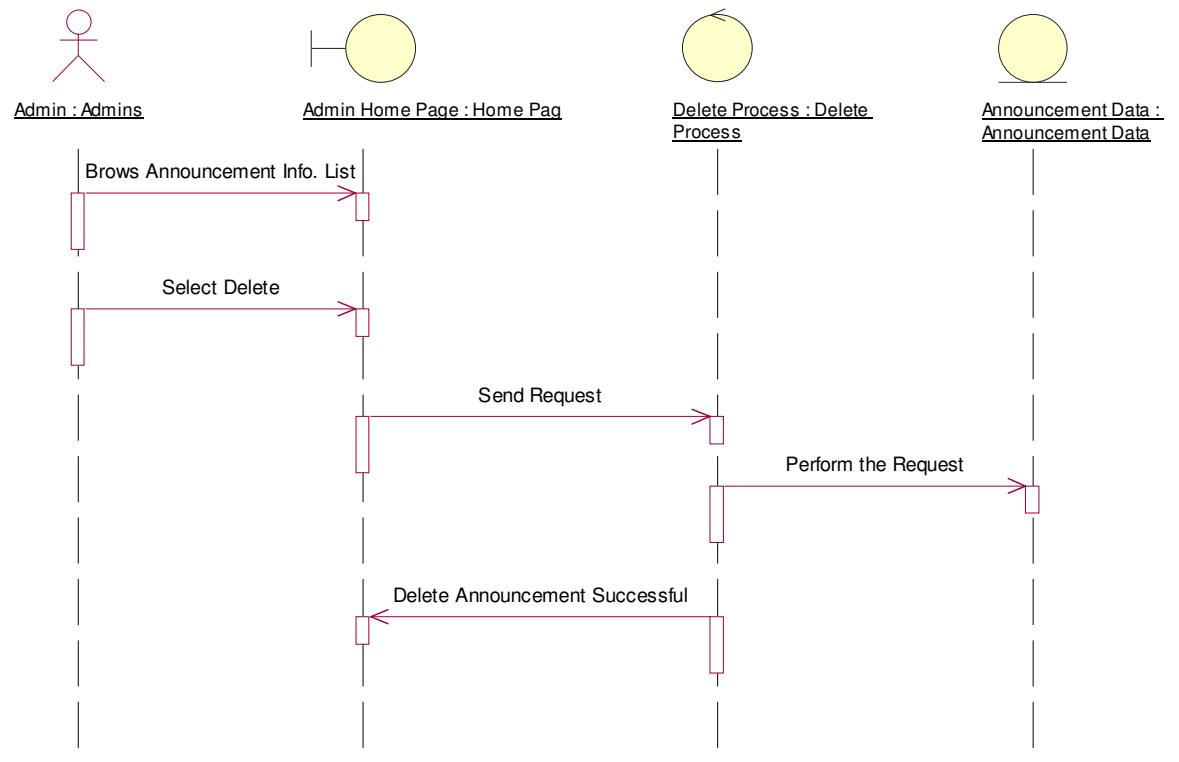 Admin : Admins
Admin Home Page : Home Pag
Delete Process : Delete
Process
Announcement Data :
Announcement Data
Brows Announcement Info. List
Select Delete
Send Request
Perform the Request
Delete Announcement Successful